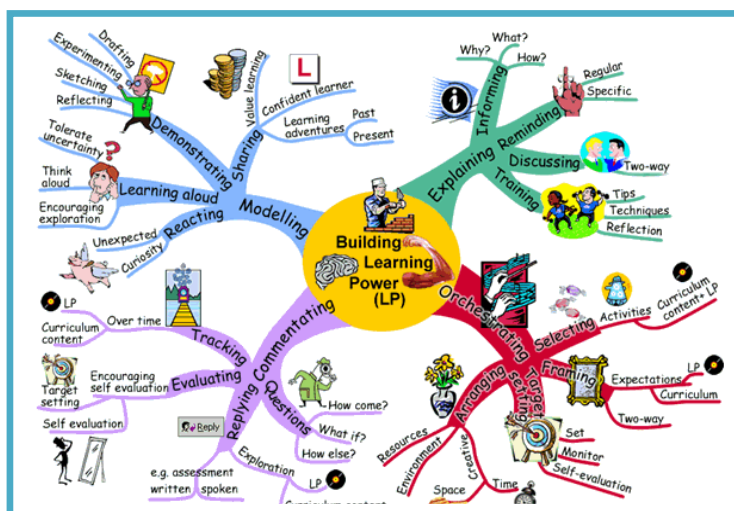 Building
Learning
Power
(LP)
Modelling
Demonstrating
Drafting
Experimenting
Sketching
Reflecting
Sharing
Value learning
Confident learner
Learning
adventures
Past
Present
L
Learning aloud
Tolerate
uncertainty
Think
aloud
Encouraging
exploration
Reacting
Unexpected
Curiosity
Explaining
Informing
Why?
What?
How?
i
Reminding
Regular
Specific
Discussing
Two-way
Training
Tips
Techniques
Reflection
Orchestrating
Selecting
Activities
Curriculum
content+ LP
Framing
Expectations
LP
Curriculum
Two-way
Target
setting
Set
Monitor
Self-evaluation
Arranging
Resources
Environment
Creative
Space
Time
Commentating
Tracking
Over time
LP
Curriculum
content
Evaluating
Encouraging
self evaluation
Target
setting
Self evaluation
Replying
Reply
e.g. assessment
written
spoken
Exploration
LP
Curriculum content
Questions
How come?
What if?
How else?